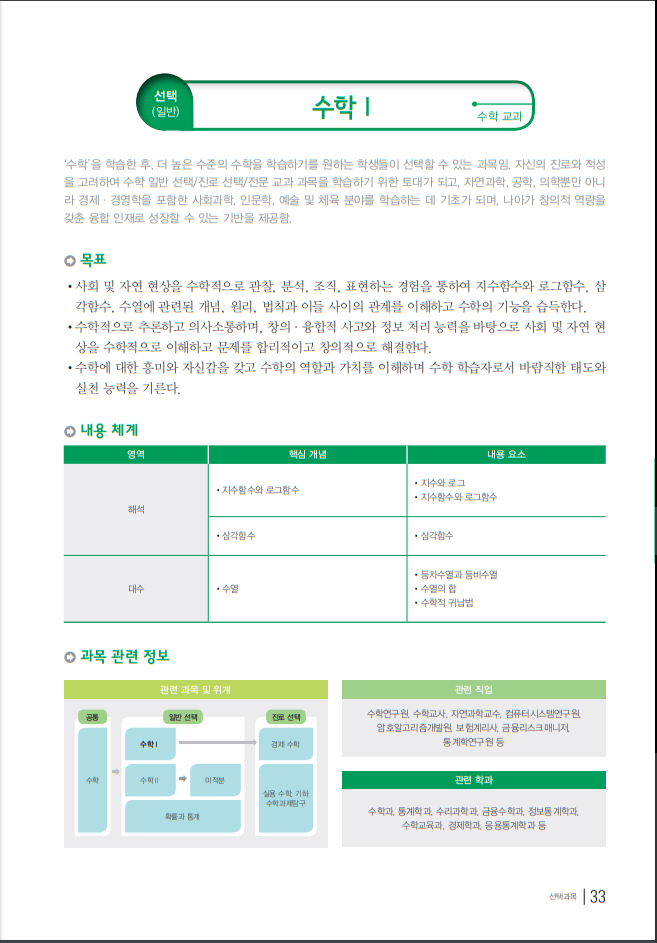 선택
(일반)
수학 Ⅰ
수학 교과
‘수학’을 학습한 후, 더 높은 수준의 수학을 학습하기를 원하는 학생들이 선택할 수 있는 과목임. 자신의 진로와 적성
을 고려하여 수학 일반 선택/진로 선택/전문 교과 과목을 학습하기 위한 토대가 되고, 자연과학, 공학, 의학뿐만 아니
라 경제 · 경영학을 포함한 사회과학, 인문학, 예술 및 체육 분야를 학습하는 데 기초가 되며, 나아가 창의적 역량을
갖춘 융합 인재로 성장할 수 있는 기반을 제공함.
목표
• 사회 및 자연 현상을 수학적으로 관찰, 분석, 조직, 표현하는 경험을 통하여 지수함수와 로그함수, 삼
각함수, 수열에 관련된 개념, 원리, 법칙과 이들 사이의 관계를 이해하고 수학의 기능을 습득한다.
• 수학적으로 추론하고 의사소통하며, 창의 · 융합적 사고와 정보 처리 능력을 바탕으로 사회 및 자연 현
상을 수학적으로 이해하고 문제를 합리적이고 창의적으로 해결한다.
• 수학에 대한 흥미와 자신감을 갖고 수학의 역할과 가치를 이해하며 수학 학습자로서 바람직한 태도와
실천 능력을 기른다.
내용 체계
영역 핵심 개념 내용 요소
해석
• 지수함수와 로그함수
• 지수와 로그
• 지수함수와 로그함수
• 삼각함수
• 삼각함수
대수
• 수열
• 등차수열과 등비수열
• 수열의 합
• 수학적 귀납법
과목 관련 정보
관련 과목 및 위계
공통 일반 선택 진로 선택
수학
수학Ⅰ
경제 수학
수학Ⅱ
미적분
확률과 통계
실용 수학, 기하
수학과제탐구
관련 직업
수학연구원, 수학교사, 자연과학교수, 컴퓨터시스템연구원,
암호알고리즘개발원, 보험계리사, 금융리스크매니저,
통계학연구원 등
관련 학과
수학과, 통계학과, 수리과학과, 금융수학과, 정보통계학과,
수학교육과, 경제학과, 응용통계학과 등
선택과목 33